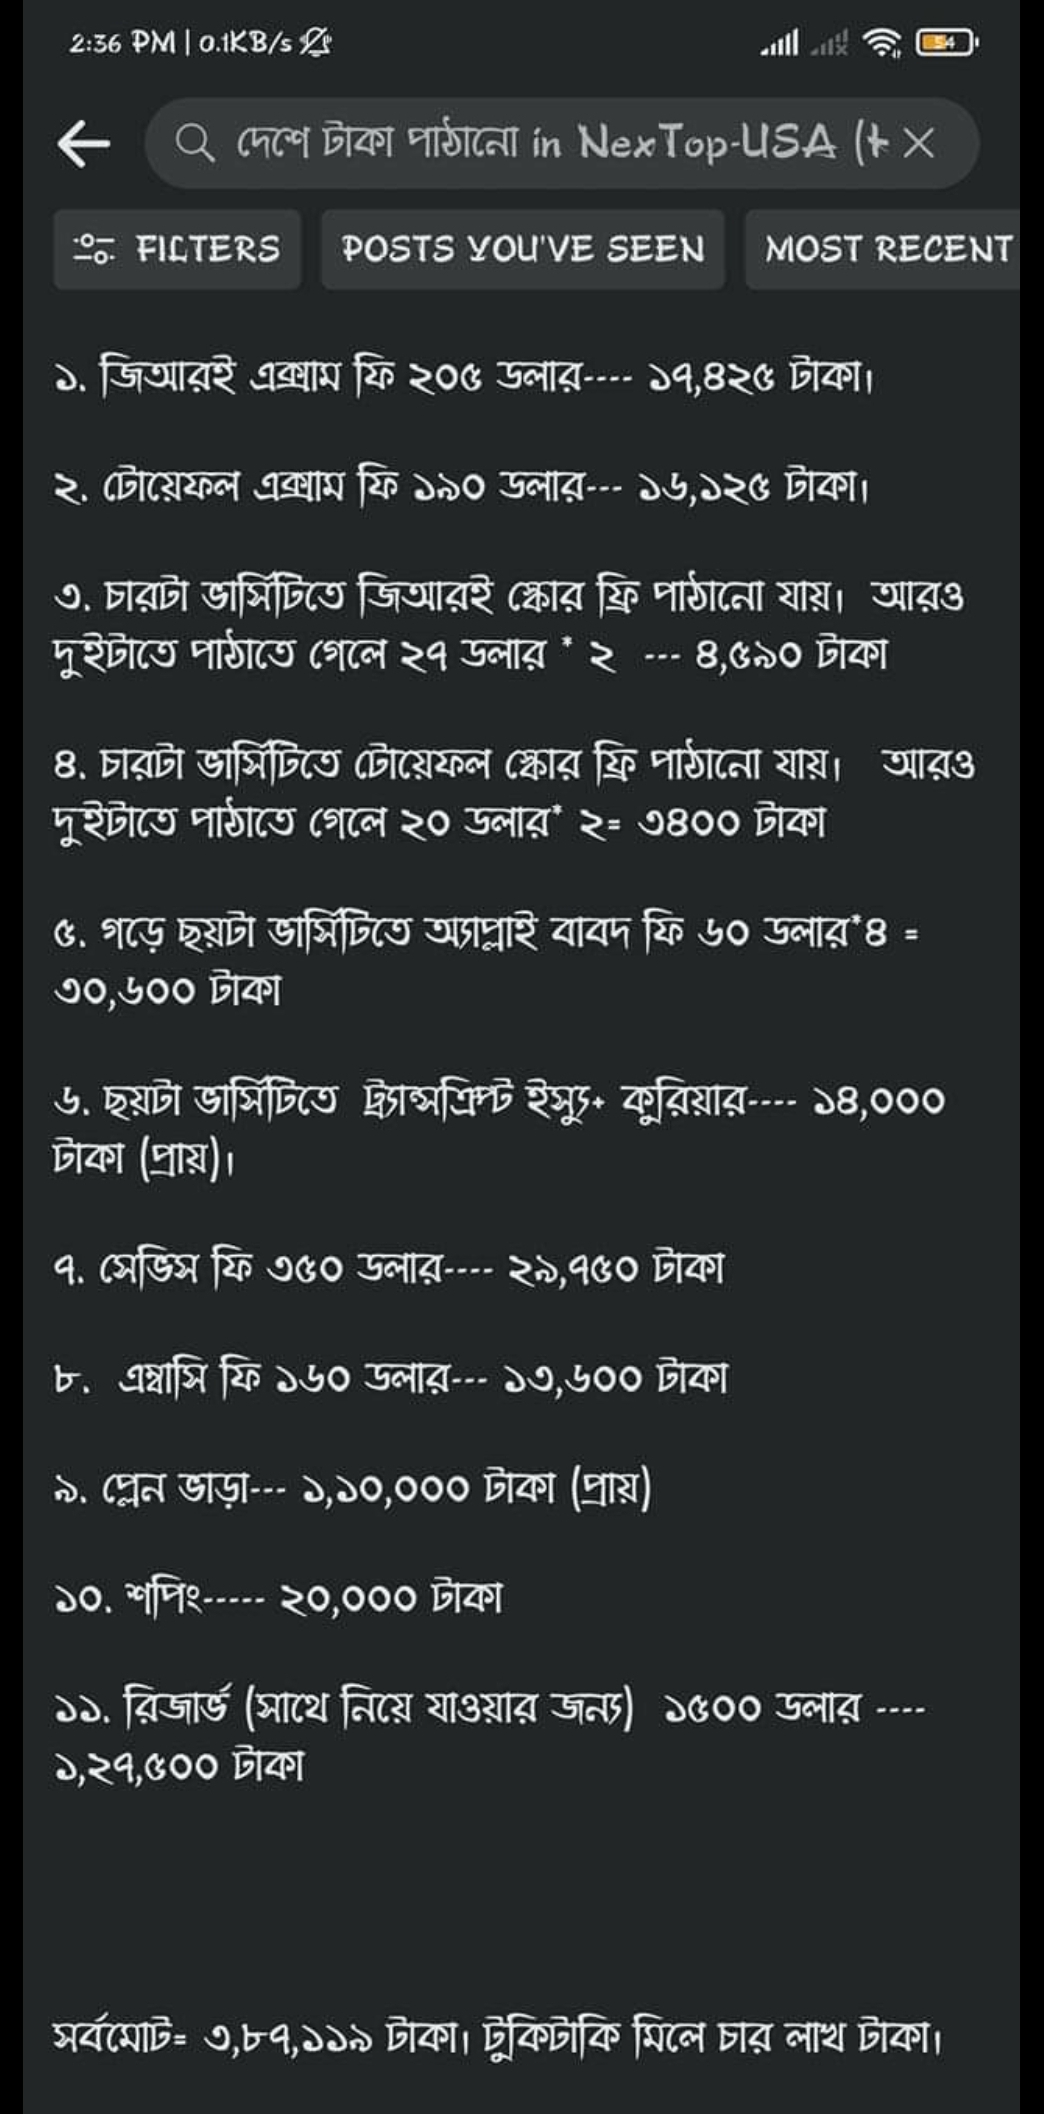 2:36 PM | 0.1KB/s
54
দেশে টাকা পাঠানো in NexTop-USA (
FILTERS
POSTS YOU'VE SEEN
MOST RECENT
১. জিআরই এক্সাম ফি ২০৫ ডলার---- ১৭,৪২৫ টাকা।
২. টোয়েফল এক্সাম ফি ১৯০ ডলার--- ১৬,১২৫ টাকা।
৩. চারটা ভার্সিটিতে জিআরই স্কোর ফ্রি পাঠানো যায়। আরও
দুইটাতে পাঠাতে গেলে ২৭ ডলার * ২ --- ৪,৫৯০ টাকা
৪. চারটা ভার্সিটিতে টোয়েফল স্কোর ফ্রি পাঠানো যায়। আরও
দুইটাতে পাঠাতে গেলে ২০ ডলার* ২= ৩৪০০ টাকা
৫. গড়ে ছয়টা ভার্সিটিতে অ্যাপ্লাই বাবদ ফি ৬০ ডলার*৪ =
৩০,৬০০ টাকা
৬. ছয়টা ভার্সিটিতে ট্র্যান্সক্রিপ্ট ইস্যু+ কুরিয়ার---- ১৪,০০০
টাকা (প্রায়)।
৭. সেভিস ফি ৩৫০ ডলার---- ২৯,৭৫০ টাকা
৮. এম্বাসি ফি ১৬০ ডলার--- ১৩,৬০০ টাকা
৯. প্লেন ভাড়া--- ১,১০,০০০ টাকা (প্রায়)
১০. শপিং----- ২০,০০০ টাকা
১১. রিজার্ভ (সাথে নিয়ে যাওয়ার জন্য) ১৫০০ ডলার ----
১,২৭,৫০০ টাকা
সর্বমোট= ৩,৮৭,১১৯ টাকা। টুকিটাকি মিলে চার লাখ টাকা।